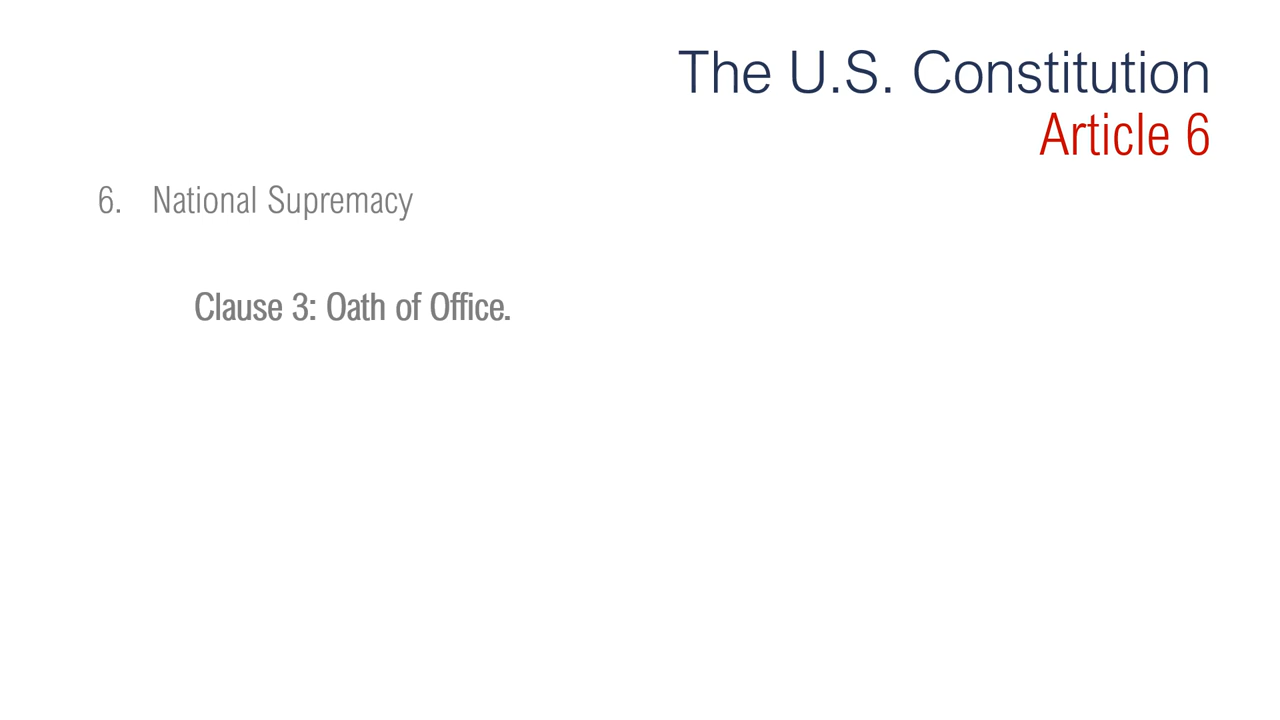 The U.S. Constitution
Article 6
6. National Supremacy
Clause 3: Oath of Office.